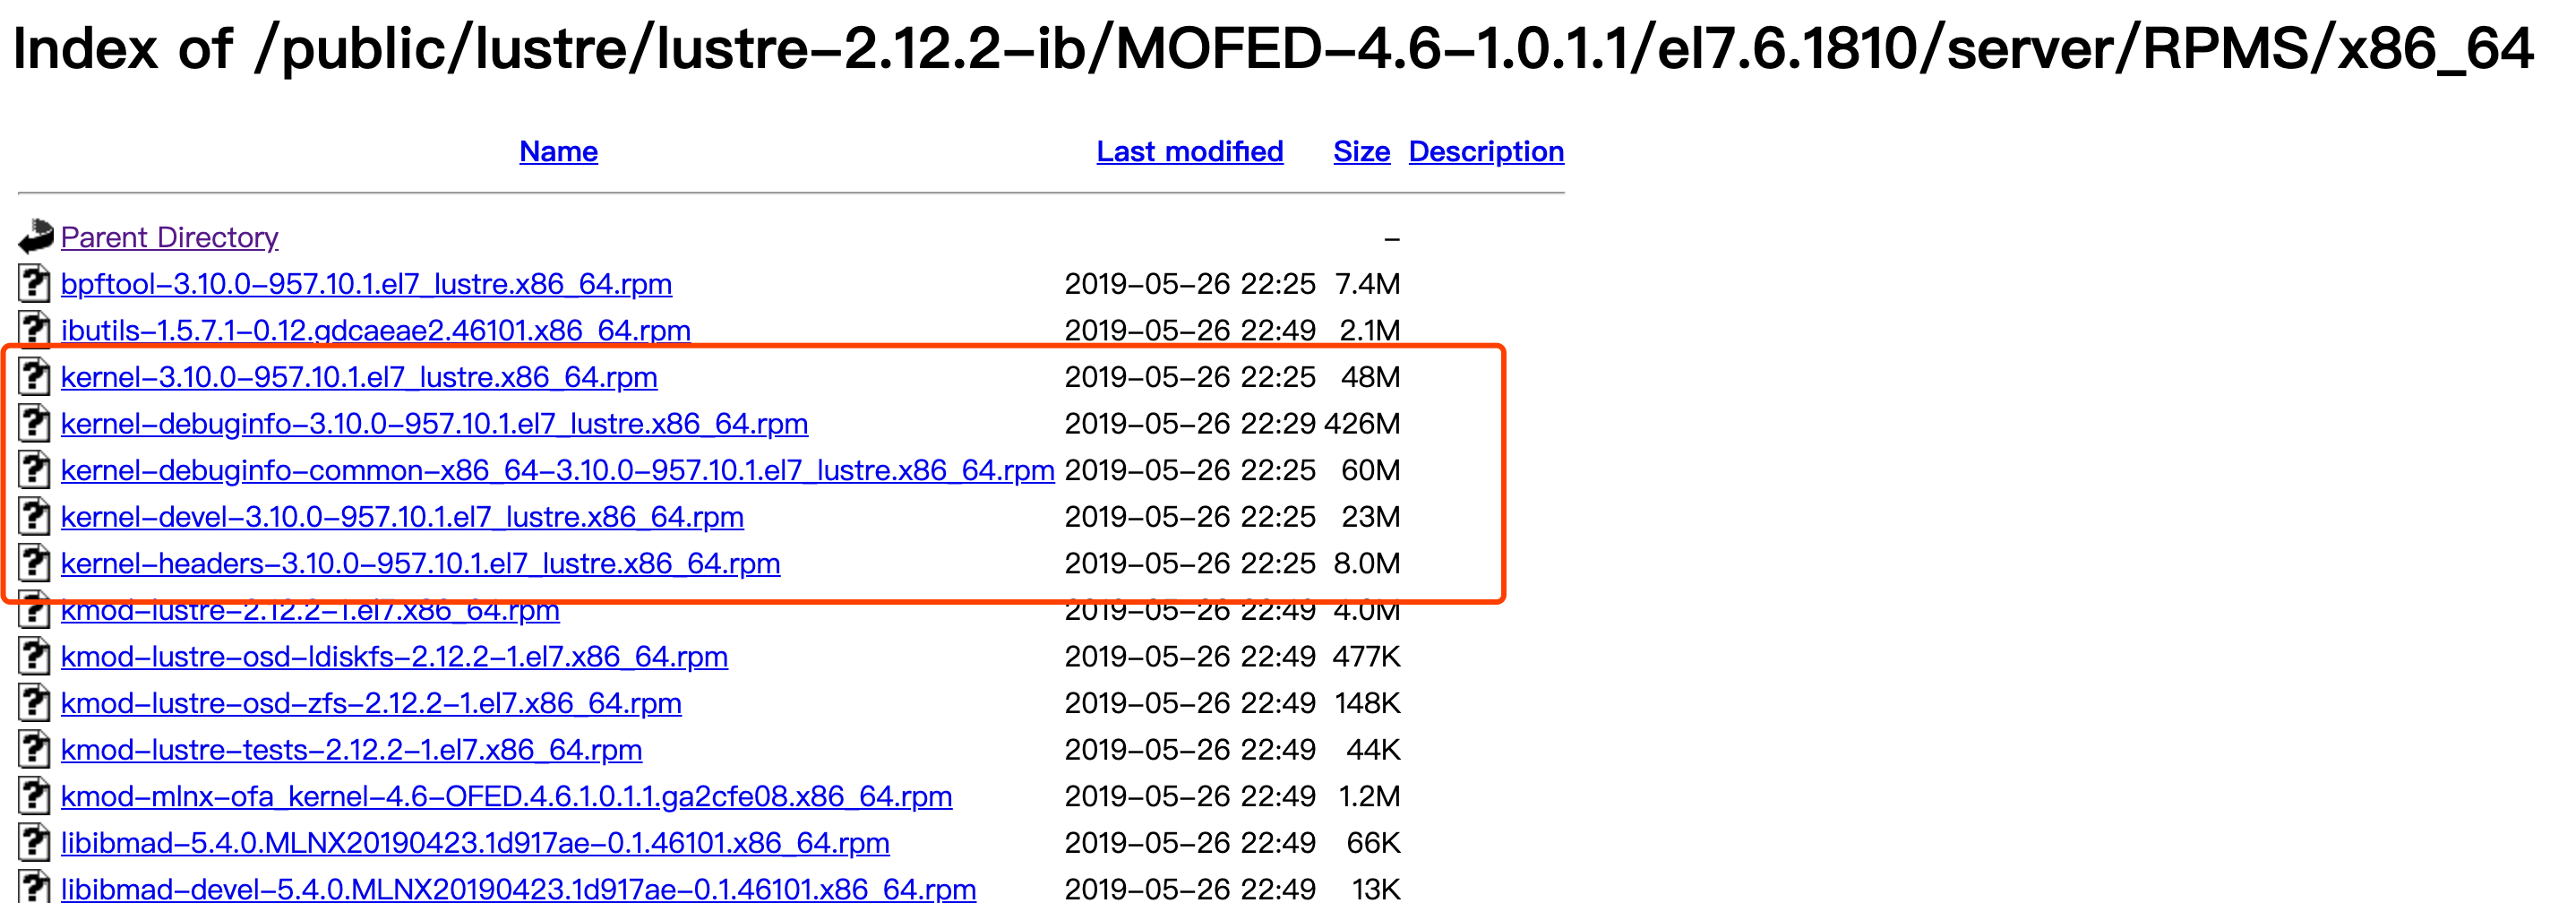 Index of /public/lustre/lustre-2.12.2-ib/MOFED-4.6-1.0.1.1/el7.6.1810/server/RPMS/x86_64
Name Last modified Size Description
Parent Directory -
bpftool-3.10.0-957.10.1.el7_lustre.x86_64.rpm 2019-05-26 22:25 7.4M
ibutils-1.5.7.1-0.12.gdcaeae2.46101.x86_64.rpm 2019-05-26 22:49 2.1M
kernel-3.10.0-957.10.1.el7_lustre.x86_64.rpm 2019-05-26 22:25 48M
kernel-debuginfo-3.10.0-957.10.1.el7_lustre.x86_64.rpm 2019-05-26 22:29 426M
kernel-debuginfo-common-x86_64-3.10.0-957.10.1.el7_lustre.x86_64.rpm 2019-05-26 22:25 60M
kernel-devel-3.10.0-957.10.1.el7_lustre.x86_64.rpm 2019-05-26 22:25 23M
kernel-headers-3.10.0-957.10.1.el7_lustre.x86_64.rpm 2019-05-26 22:25 8.0M
kmod-lustre-2.12.2-1.el7.x86_64.rpm 2019-05-26 22:49 4.0M
kmod-lustre-osd-ldiskfs-2.12.2-1.el7.x86_64.rpm 2019-05-26 22:49 477K
kmod-lustre-osd-zfs-2.12.2-1.el7.x86_64.rpm 2019-05-26 22:49 148K
kmod-lustre-tests-2.12.2-1.el7.x86_64.rpm 2019-05-26 22:49 44K
kmod-mlnx-ofa_kernel-4.6-OFED.4.6.1.0.1.1.ga2cfe08.x86_64.rpm 2019-05-26 22:49 1.2M
libibmad-5.4.0.MLNX20190423.1d917ae-0.1.46101.x86_64.rpm 2019-05-26 22:49 66K
libibmad-devel-5.4.0.MLNX20190423.1d917ae-0.1.46101.x86_64.rpm 2019-05-26 22:49 13K